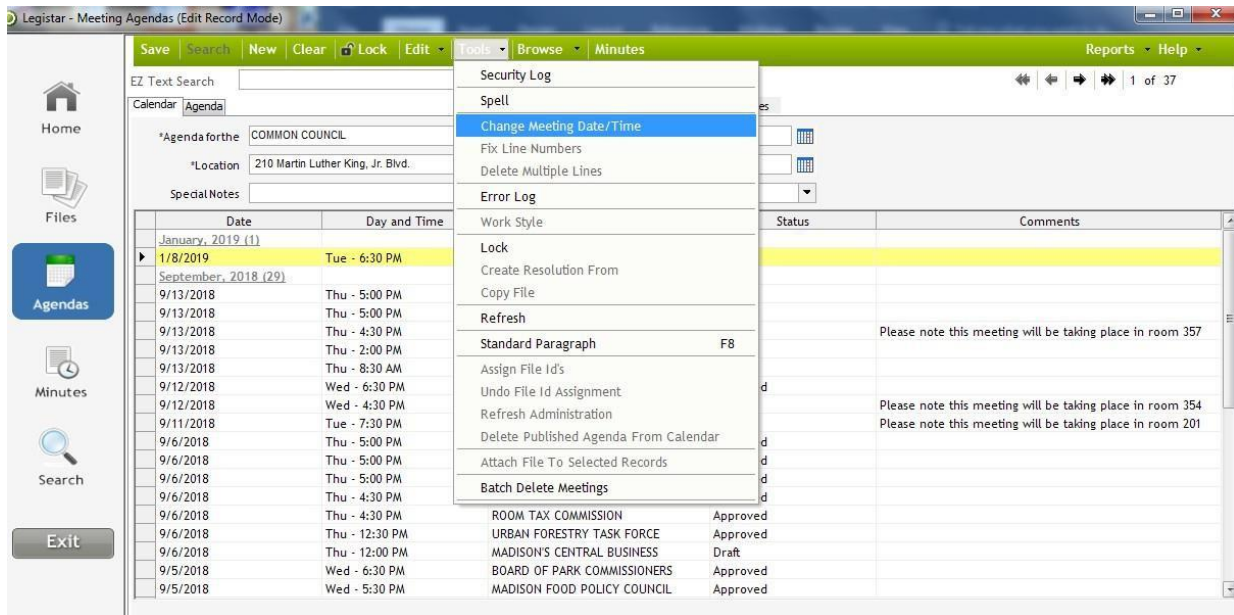 Legistar - Meeting Agendas (Edit Record Mode)
Save Search New Clear Lock Edit Tools Browse Minutes Reports Help
EZ Text Search 1 of 37
Calendar Agenda es
*Agenda forthe COMMON COUNCIL
*Location 210 Martin Luther King, Jr. Blvd.
Special Notes
Home
Files
Agendas
Minutes
Search
Exit
Security Log
Spell
Change Meeting Date/Time
Fix Line Numbers
Delete Multiple Lines
Error Log
Work Style
Lock
Create Resolution From
Copy File
Refresh
Standard Paragraph F8
Assign File Id's
Undo File Id Assignment
Refresh Administration
Delete Published Agenda From Calendar
Attach File To Selected Records
Batch Delete Meetings
Date Day and Time Status Comments
January, 2019 (1)
1/8/2019 Tue - 6:30 PM
September, 2018 (29)
9/13/2018 Thu - 5:00 PM
9/13/2018 Thu - 5:00 PM
9/13/2018 Thu - 4:30 PM Please note this meeting will be taking place in room 357
9/13/2018 Thu - 2:00 PM
9/13/2018 Thu - 8:30 AM
9/12/2018 Wed - 6:30 PM d
9/12/2018 Wed - 4:30 PM Please note this meeting will be taking place in room 354
9/11/2018 Tue - 7:30 PM Please note this meeting will be taking place in room 201
9/6/2018 Thu - 5:00 PM d
9/6/2018 Thu - 5:00 PM d
9/6/2018 Thu - 5:00 PM d
9/6/2018 Thu - 4:30 PM d
9/6/2018 Thu - 4:30 PM ROOM TAX COMMISSION Approved
9/6/2018 Thu - 12:30 PM URBAN FORESTRY TASK FORCE Approved
9/6/2018 Thu - 12:00 PM MADISON'S CENTRAL BUSINESS Draft
9/5/2018 Wed - 6:30 PM BOARD OF PARK COMMISSIONERS Approved
9/5/2018 Wed - 5:30 PM MADISON FOOD POLICY COUNCIL Approved